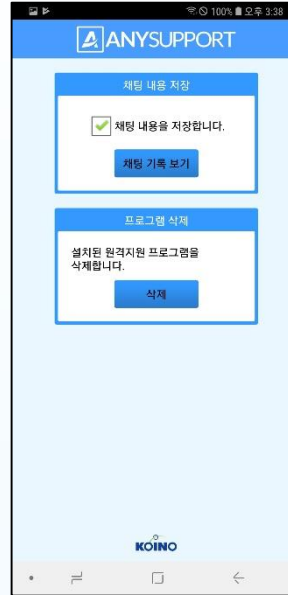 100% 오후 3:38
ANYSUPPORT
채팅 내용 저장
채팅 내용을 저장합니다.
채팅 기록 보기
프로그램 삭제
설치된 원격지원 프로그램을
삭제합니다.
삭제
KOINO